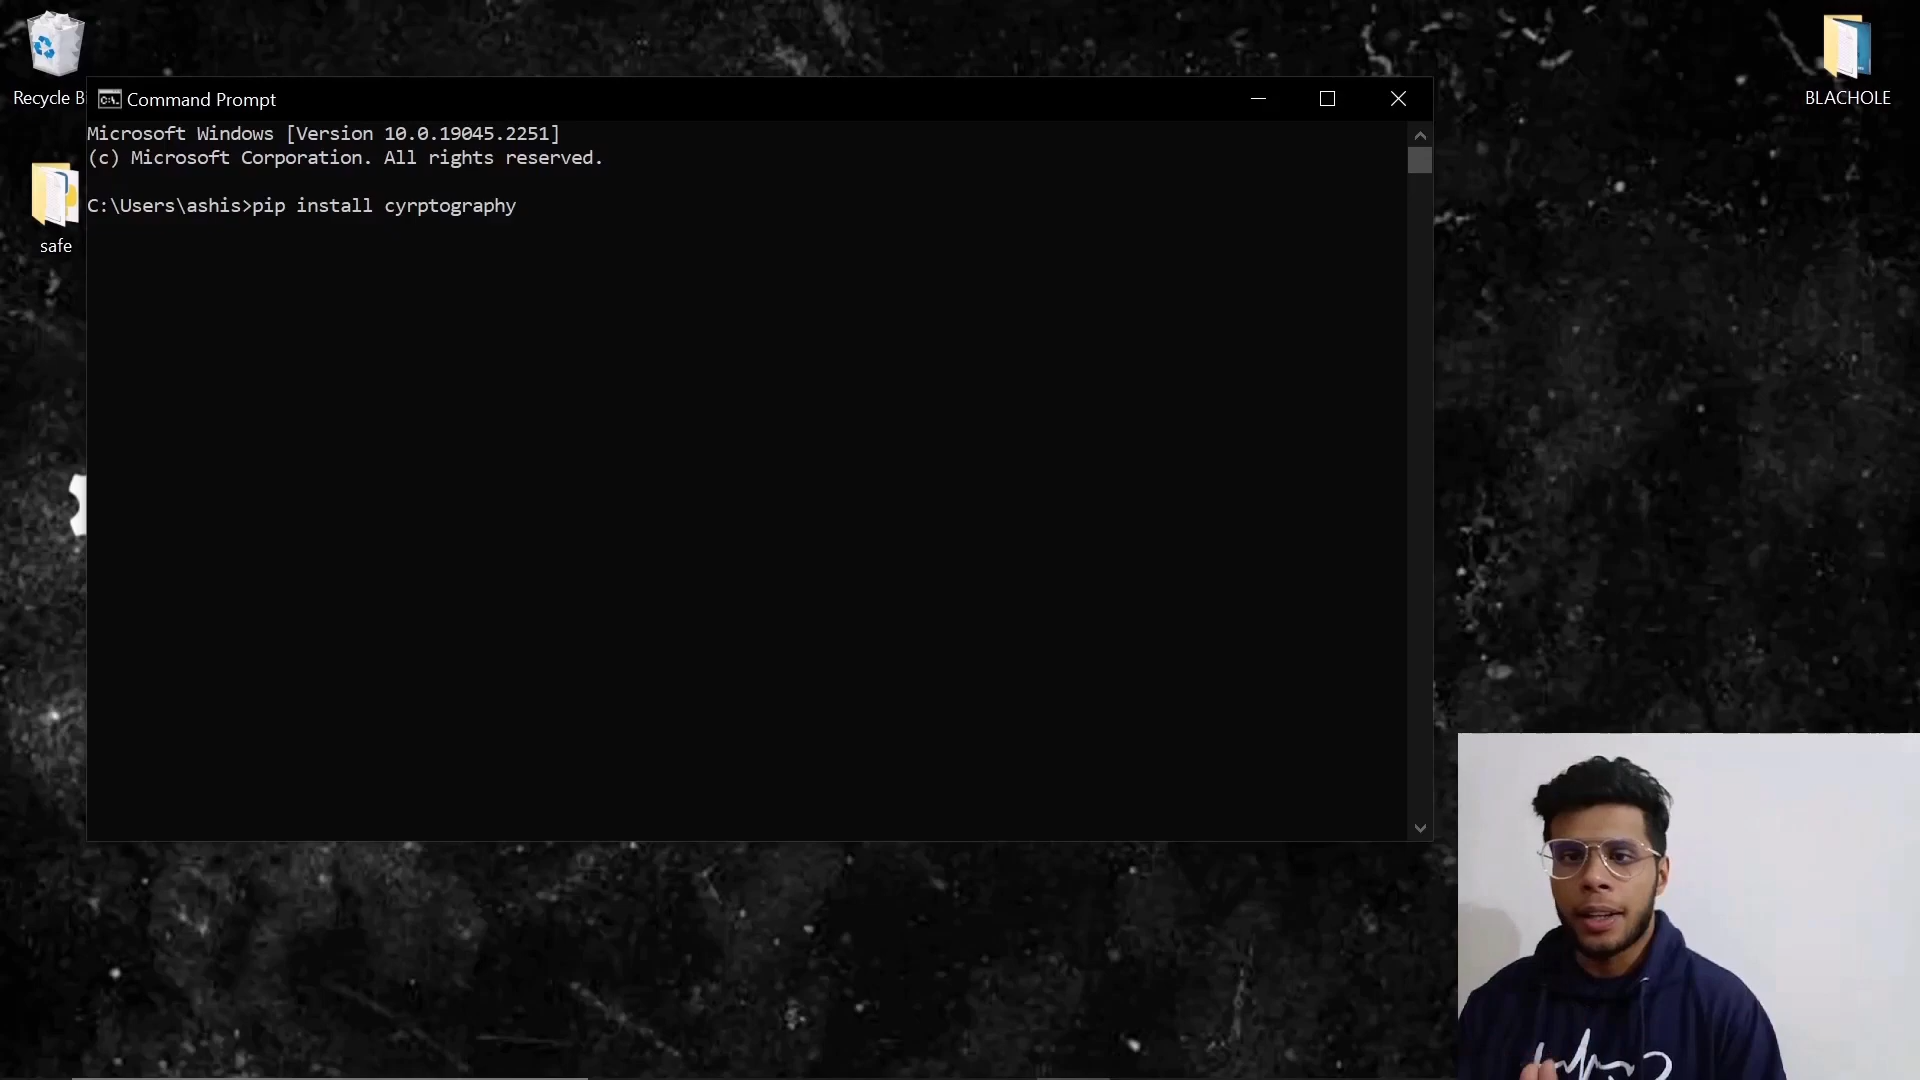 Recycle Bi
BLACHOLE
Command Prompt
Microsoft Windows [Version 10.0.19045.2251]
(c) Microsoft Corporation. All rights reserved.
C:\Users\ashis>pip install cyrptography
safe